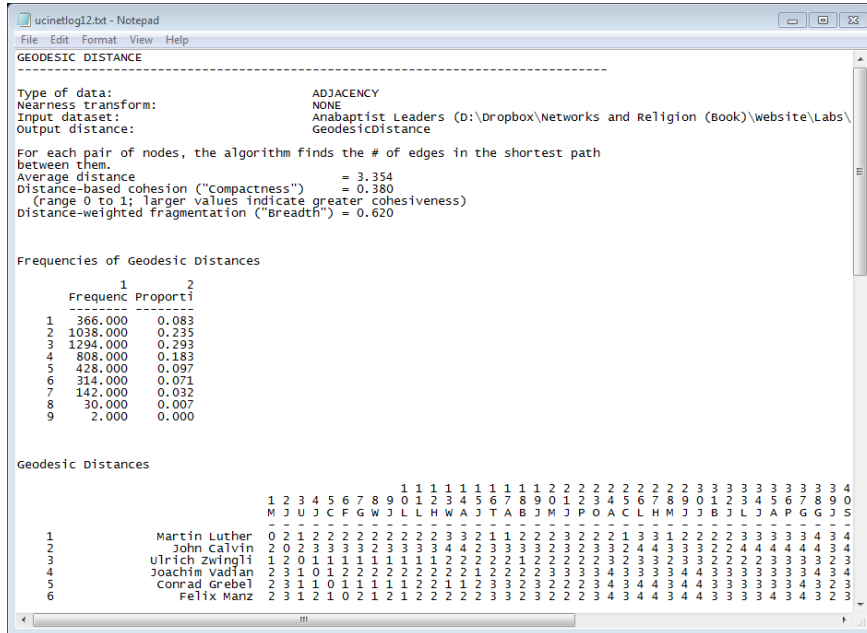 ucinetlog12.txt - Notepad
File Edit Format View Help
GEODESIC DISTANCE
--------------------------------------------------------------------------------
Type of data: ADJACENCY
Nearness transform: NONE
Input dataset: Anabaptist Leaders (D:\Dropbox\Networks and Religion (Book)\Website\Labs\
Output distance: GeodesicDistance
For each pair of nodes, the algorithm finds the # of edges in the shortest path
between them.
Average distance = 3.354
Distance-based cohesion ("Compactness") = 0.380
(range 0 to 1; larger values indicate greater cohesiveness)
Distance-weighted fragmentation ("Breadth") = 0.620
Frequencies of Geodesic Distances
1 2
Frequenc Proporti
-------- --------
1 366.000 0.083
2 1038.000 0.235
3 1294.000 0.293
4 808.000 0.183
5 428.000 0.097
6 314.000 0.071
7 142.000 0.032
8 30.000 0.007
9 2.000 0.000
Geodesic Distances
1 1 1 1 1 1 1 1 1 1 2 2 2 2 2 2 2 2 2 2 3 3 3 3 3 3 3 3 3 3 4
1 2 3 4 5 6 7 8 9 0 1 2 3 4 5 6 7 8 9 0 1 2 3 4 5 6 7 8 9 0 1 2 3 4 5 6 7 8 9 0
M J U J C F G W J L L H W A J T A B J M J P O A C L H M J J B J L J A P G G J S
- - - - - - - - - - - - - - - - - - - - - - - - - - - - - - - - - - - - - - - -
1 Martin Luther 0 2 1 2 2 2 2 2 2 2 2 2 3 3 2 1 1 2 2 2 3 2 2 2 1 3 3 1 2 2 2 2 3 3 3 3 3 4 3 4
2 John Calvin 2 0 2 3 3 3 3 2 3 3 3 3 4 4 2 3 3 3 3 2 3 2 2 3 2 4 4 3 3 3 3 2 2 4 4 4 4 4 3 4
3 Ulrich Zwingli 1 2 0 1 1 1 1 1 1 1 1 1 2 2 2 2 2 1 2 2 2 2 3 2 2 3 3 2 3 3 2 2 2 3 3 3 3 3 2 3
4 Joachim Vadian 2 3 1 0 1 2 2 2 2 2 2 2 2 2 1 2 2 2 2 3 3 3 3 4 3 3 3 3 3 4 4 3 3 3 3 3 3 4 3 4
5 Conrad Grebel 2 3 1 1 0 1 1 1 1 1 2 2 1 1 2 3 3 3 2 2 2 2 3 4 3 4 4 3 4 4 3 3 3 3 3 3 4 3 2 3
6 Felix Manz 2 3 1 2 1 0 2 1 2 1 2 2 2 2 2 3 3 2 3 2 2 2 3 4 3 4 4 3 4 4 3 3 3 3 3 3 4 3 2 3